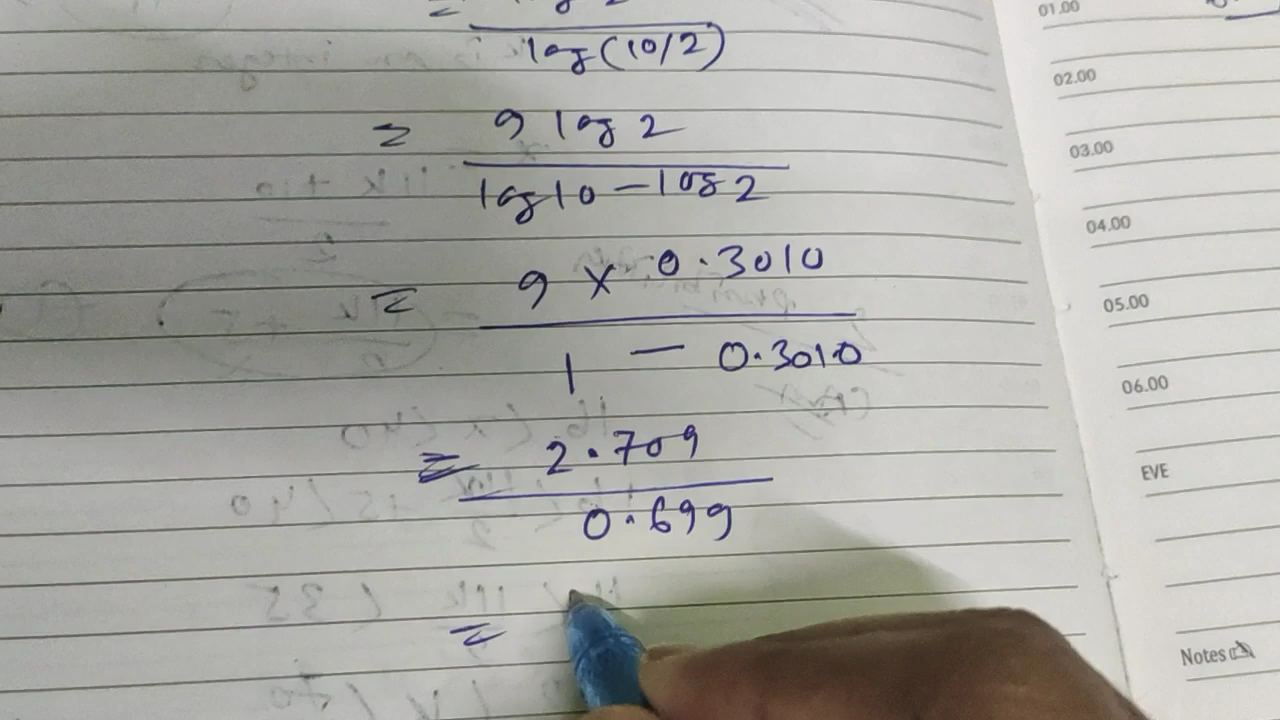 =
log(10/2)
= 9 log 2
log10 - log 2
= 9 x 0.3010
1 - 0.3010
= 2.709
0.699
=
01.00
02.00
03.00
04.00
05.00
06.00
EVE
Notes